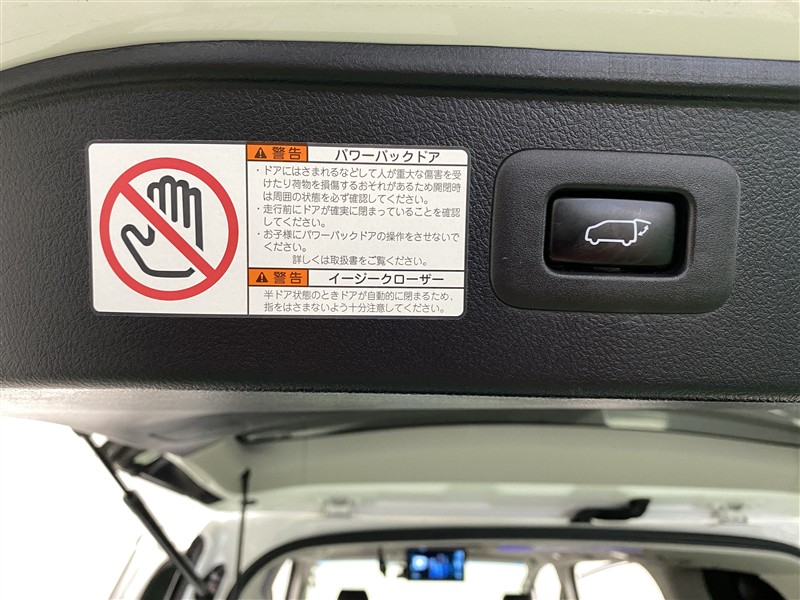 警告 パワーバックドア
・ドアにはさまれるなどして人が重大な傷害を受
けたり荷物を損傷するおそれがあるため開閉時
は周囲の状態を必ず確認してください。
・走行前にドアが確実に閉まっていることを確認
してください。
・お子様にパワーバックドアの操作をさせないで
ください。
詳しくは取扱書をご覧ください。
警告 イージークローザー
半ドア状態のときドアが自動的に閉まるため、
指をはさまないよう十分注意してください。